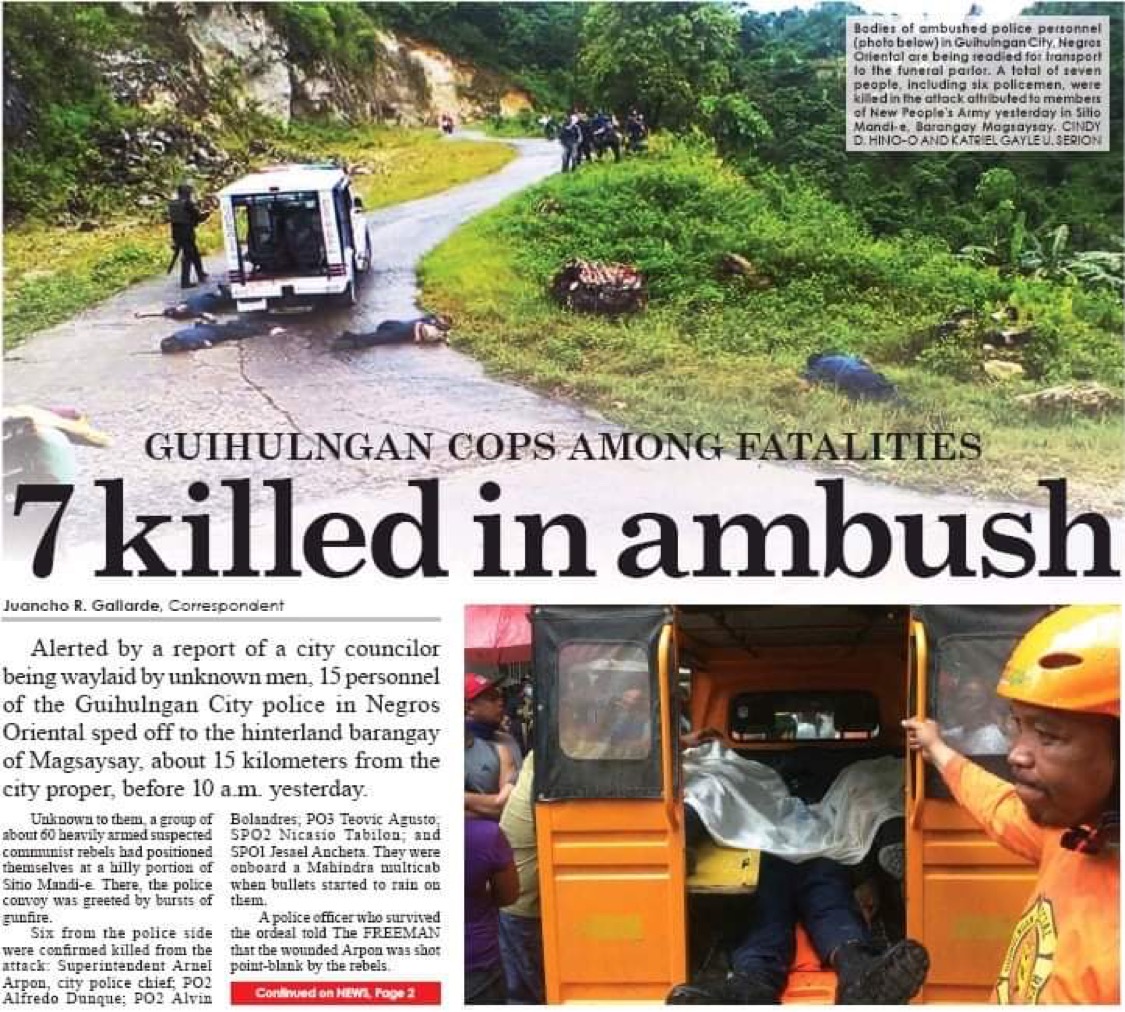 Bodies of ambushed police personnel
(photo below) in Guihulngan City, Negros
Oriental are being readied for transport
to the funeral parlor. A total of seven
people, including six policemen, were
killed in the attack attributed to members
of New People's Army yesterday in Sitio
Mandi-e, Barangay Magsaysay. CINDY
D. HINO-O AND KATRIEL GAYLE U. SERION
GUIHULNGAN COPS AMONG FATALITIES
7 killed in ambush
Juancho R. Gallarde, Correspondent
Alerted by a report of a city councilor
being waylaid by unknown men, 15 personnel
of the Guihulngan City police in Negros
Oriental sped off to the hinterland barangay
of Magsaysay, about 15 kilometers from the
city proper, before 10 a.m. yesterday.
Unknown to them, a group of
about 60 heavily armed suspected
communist rebels had positioned
themselves at a hilly portion of
Sitio Mandi-e. There, the police
convoy was greeted by bursts of
gunfire.
Six from the police side
were confirmed killed from the
attack: Superintendent Arnel
Arpon, city police chief; PO2
Alfredo Dunque; PO2 Alvin
Bolandres; PO3 Teovic Agusto;
SPO2 Nicasio Tabilon; and
SPO1 Jesael Ancheta. They were
onboard a Mahindra multicab
when bullets started to rain on
them.
A police officer who survived
the ordeal told The FREEMAN
that the wounded Arpon was shot
point-blank by the rebels.
Continued on NEWS, Page 2